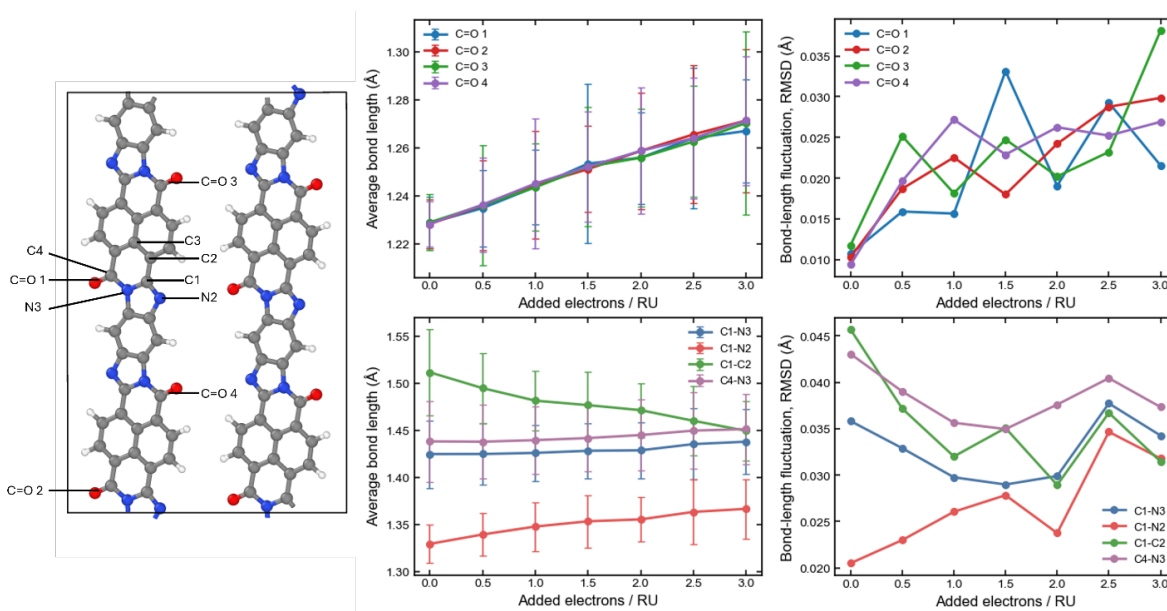 C=O 3
C3
C4
C2
C=O 1
C1
N3
N2
C=O 4
C=O 2
Average bond length (Å)
1.30
1.28
1.26
1.24
1.22
C=O 1
C=O 2
C=O 3
C=O 4
0.0 0.5 1.0 1.5 2.0 2.5 3.0
Added electrons / RU
Bond-length fluctuation, RMSD (Å)
0.035
0.030
0.025
0.020
0.015
0.010
C=O 1
C=O 2
C=O 3
C=O 4
0.0 0.5 1.0 1.5 2.0 2.5 3.0
Added electrons / RU
Average bond length (Å)
1.55
1.50
1.45
1.40
1.35
1.30
C1-N3
C1-N2
C1-C2
C4-N3
0.0 0.5 1.0 1.5 2.0 2.5 3.0
Added electrons / RU
Bond-length fluctuation, RMSD (Å)
0.045
0.040
0.035
0.030
0.025
0.020
C1-N3
C1-N2
C1-C2
C4-N3
0.0 0.5 1.0 1.5 2.0 2.5 3.0
Added electrons / RU